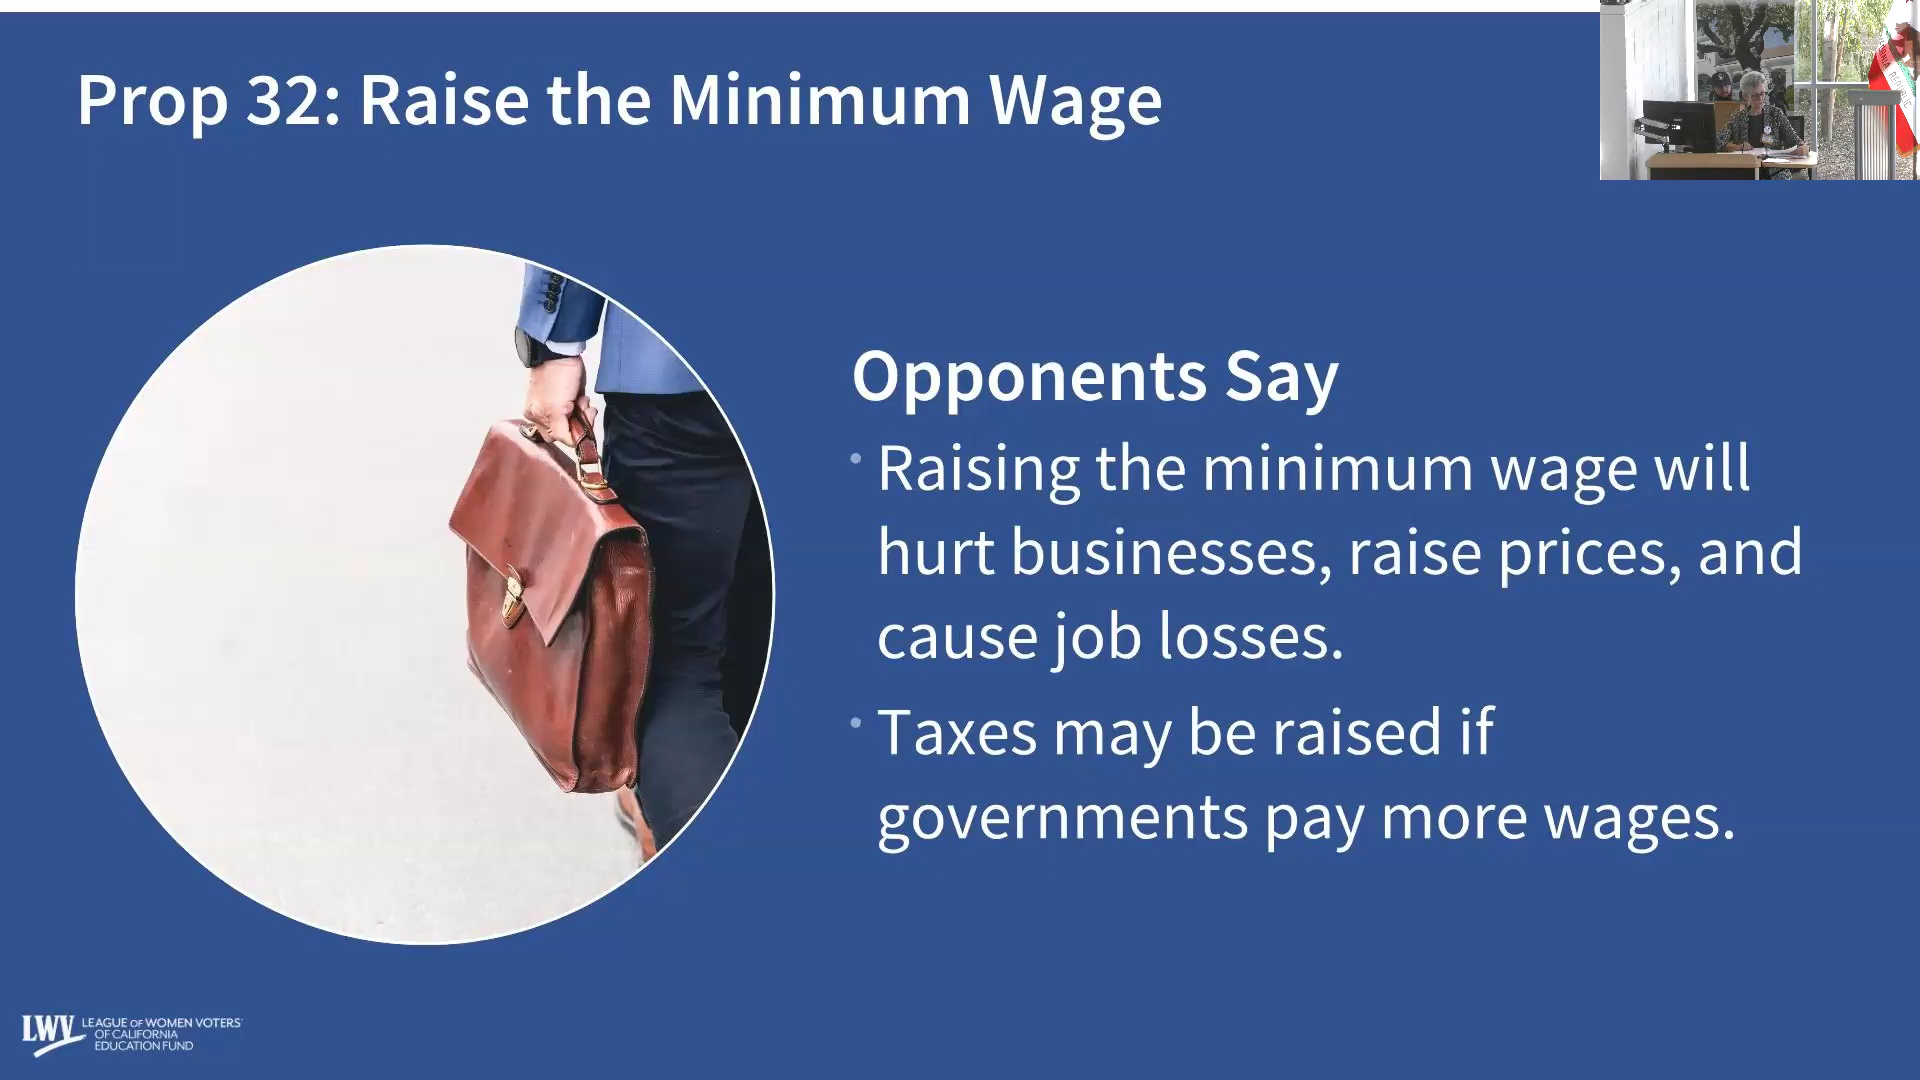 Prop 32: Raise the Minimum Wage
Opponents Say
Raising the minimum wage will
hurt businesses, raise prices, and
cause job losses.
Taxes may be raised if
governments pay more wages.
LWV LEAGUE OF WOMEN VOTERS®
OF CALIFORNIA
EDUCATION FUND
REPUBLIC